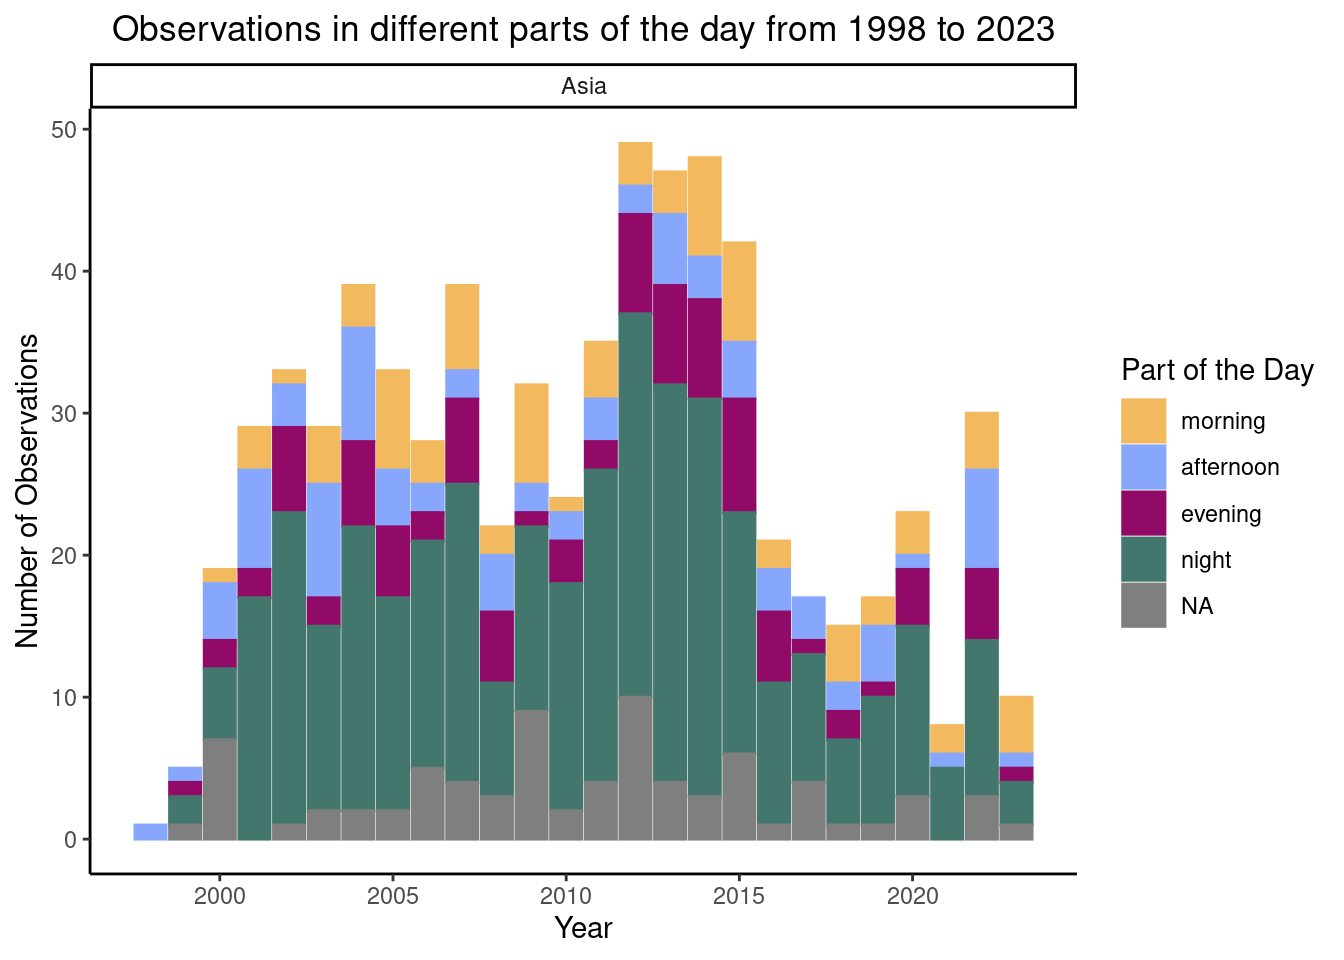 Observations in different parts of the day from 1998 to 2023
Asia
50
40
30
20
10
0
Number of Observations
2000 2005 2010 2015 2020
Year
Part of the Day
morning
afternoon
evening
night
NA